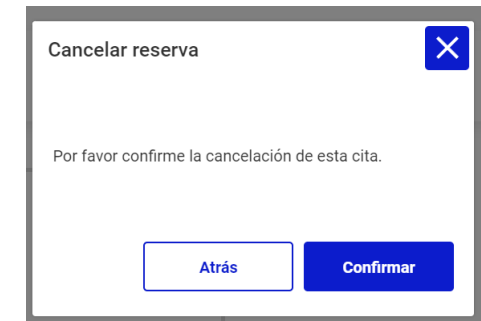 Cancelar reserva
Por favor confirme la cancelación de esta cita.
Atrás
Confirmar